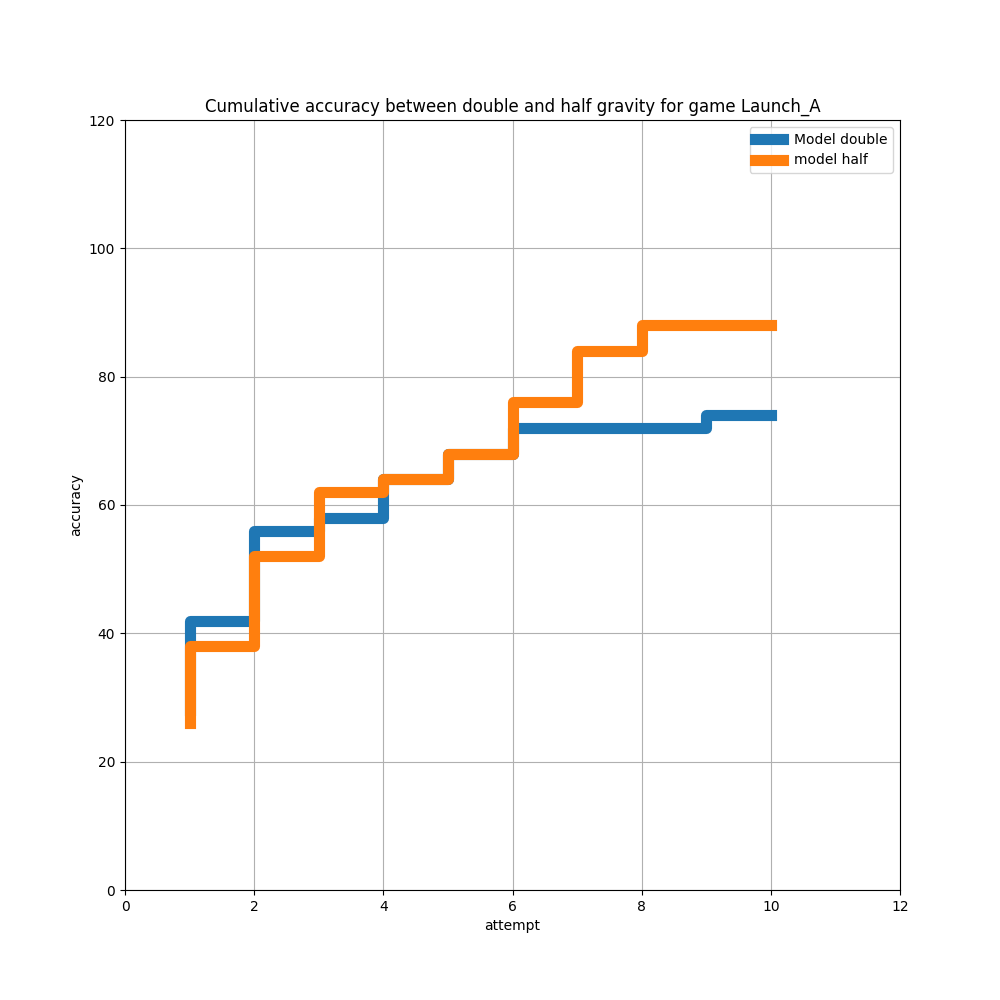 Cumulative accuracy between double and half gravity for game Launch_A
120
100
80
60
40
20
0
accuracy
Model double
model half
0 2 4 6 8 10 12
attempt